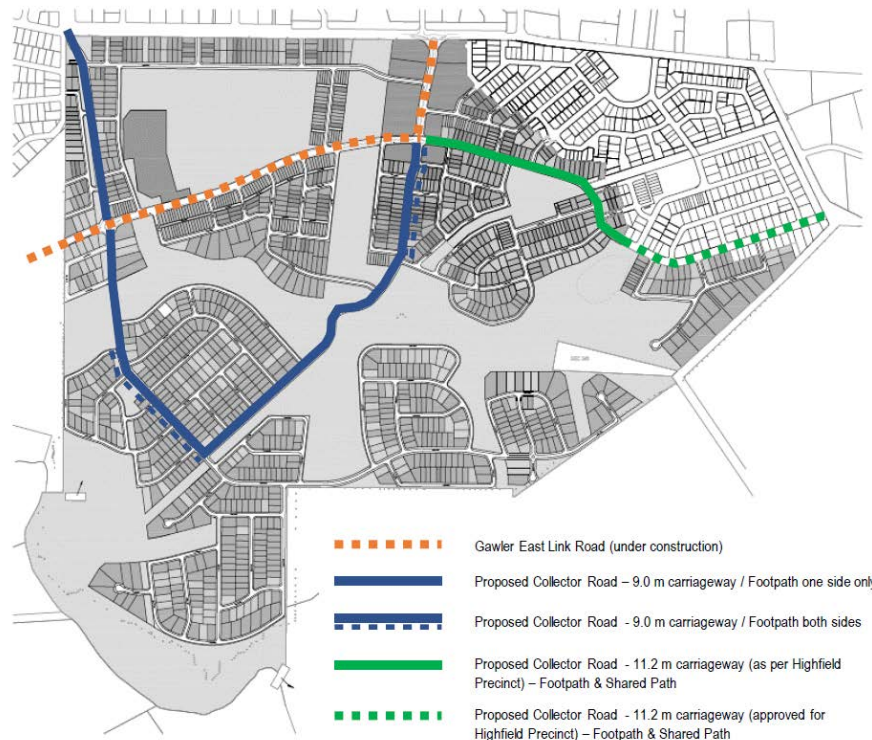 Gawler East Link Road (under construction)
Proposed Collector Road – 9.0 m carriageway / Footpath one side only
Proposed Collector Road - 9.0 m carriageway / Footpath both sides
Proposed Collector Road - 11.2 m carriageway (as per Highfield
Precinct) – Footpath & Shared Path
Proposed Collector Road - 11.2 m carriageway (approved for
Highfield Precinct) – Footpath & Shared Path